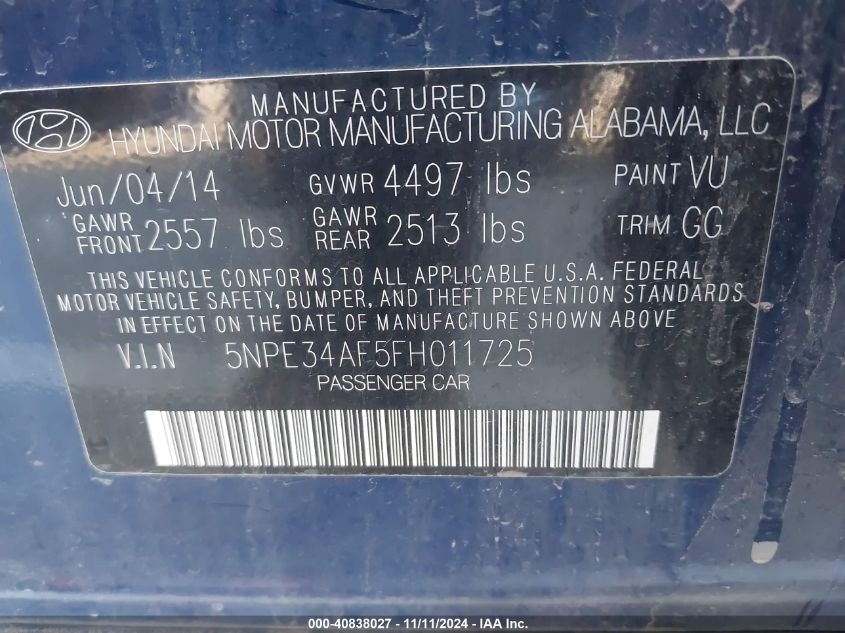 MANUFACTURED BY
HYUNDAI MOTOR MANUFACTURING ALABAMA, LLC
Jun/04/14 GVWR 4497 lbs PAINT VU
GAWR FRONT 2557 lbs GAWR REAR 2513 lbs TRIM GG
THIS VEHICLE CONFORMS TO ALL APPLICABLE U.S.A. FEDERAL
MOTOR VEHICLE SAFETY, BUMPER, AND THEFT PREVENTION STANDARDS
IN EFFECT ON THE DATE OF MANUFACTURE SHOWN ABOVE.
V.I.N 5NPE34AF5FH011725
PASSENGER CAR
000-40838027 - 11/11/2024 - IAA Inc.